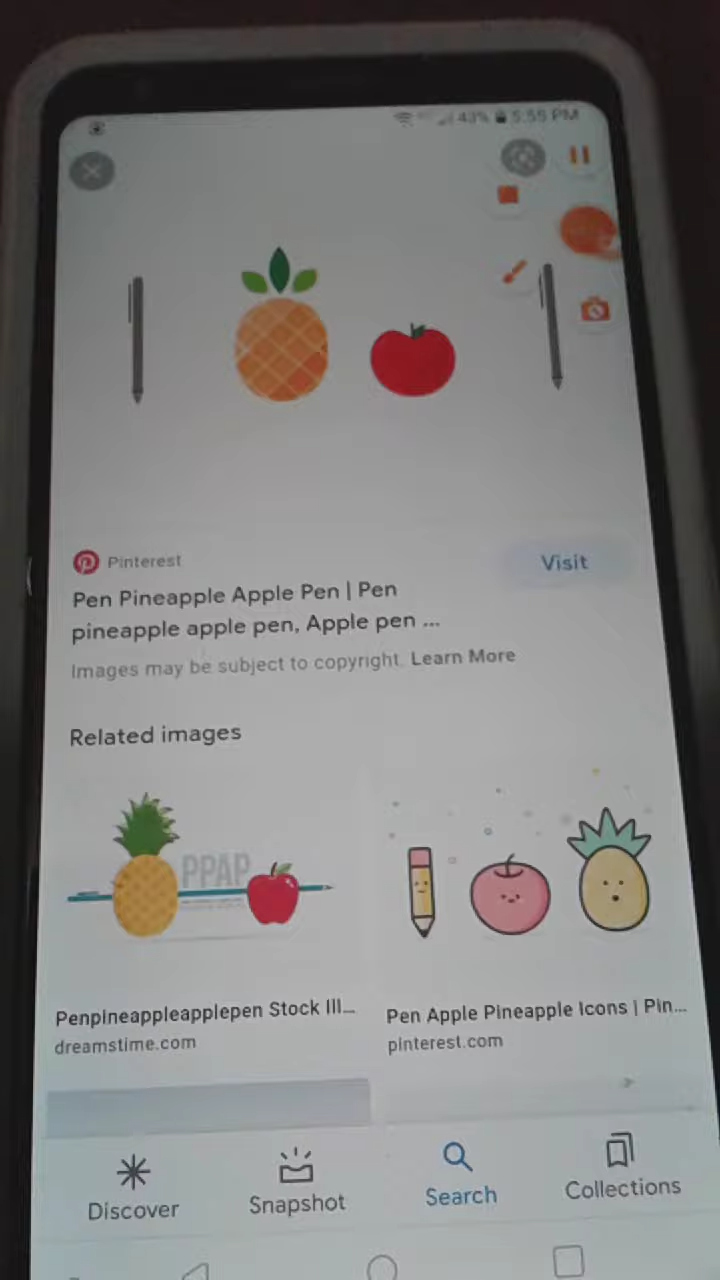 43% 5:55 PM
Pinterest
Visit
Pen Pineapple Apple Pen | Pen
pineapple apple pen, Apple pen ...
Images may be subject to copyright. Learn More
Related images
PPAP
Penpineappleapplepen Stock Ill...
dreamstime.com
Pen Apple Pineapple Icons | Pin...
pinterest.com
Discover
Snapshot
Search
Collections